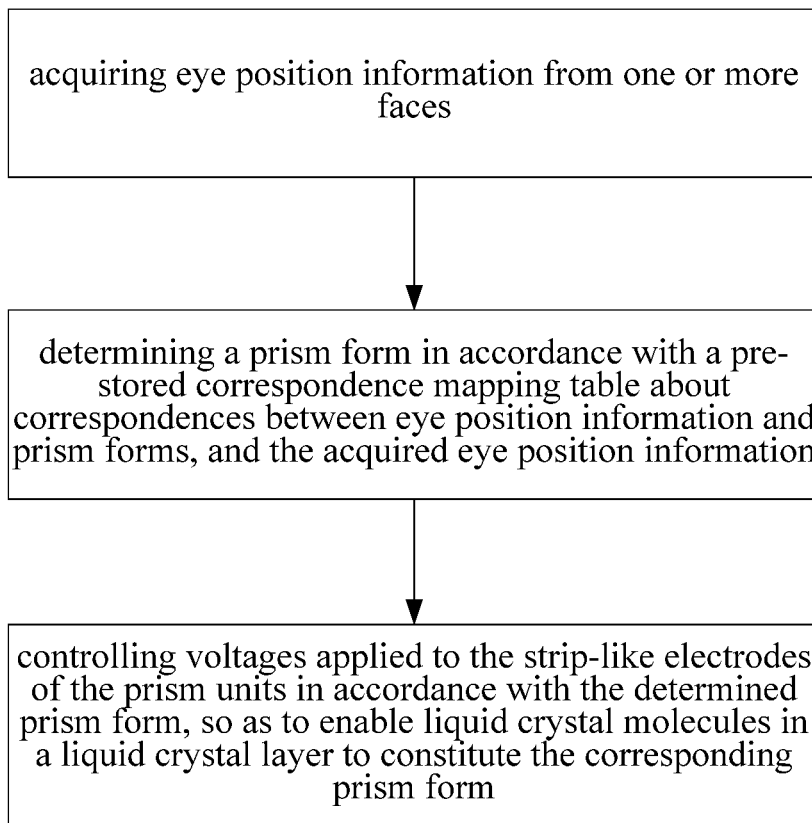 acquiring eye position information from one or more
faces
determining a prism form in accordance with a pre-
stored correspondence mapping table about
correspondences between eye position information and
prism forms, and the acquired eye position information
controlling voltages applied to the strip-like electrodes
of the prism units in accordance with the determined
prism form, so as to enable liquid crystal molecules in
a liquid crystal layer to constitute the corresponding
prism form